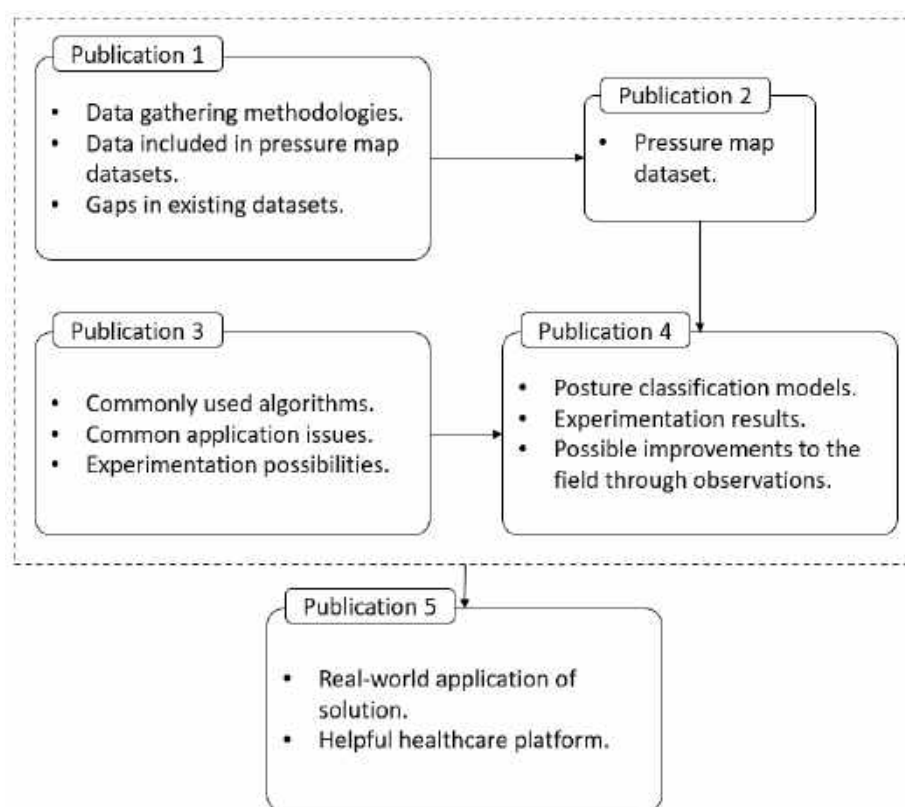 Publication 1
• Data gathering methodologies.
• Data included in pressure map
datasets.
• Gaps in existing datasets.
Publication 2
• Pressure map
dataset.
Publication 3
• Commonly used algorithms.
• Common application issues.
• Experimentation possibilities.
Publication 4
• Posture classification models.
• Experimentation results.
• Possible improvements to the
field through observations.
Publication 5
• Real-world application of
solution.
• Helpful healthcare platform.